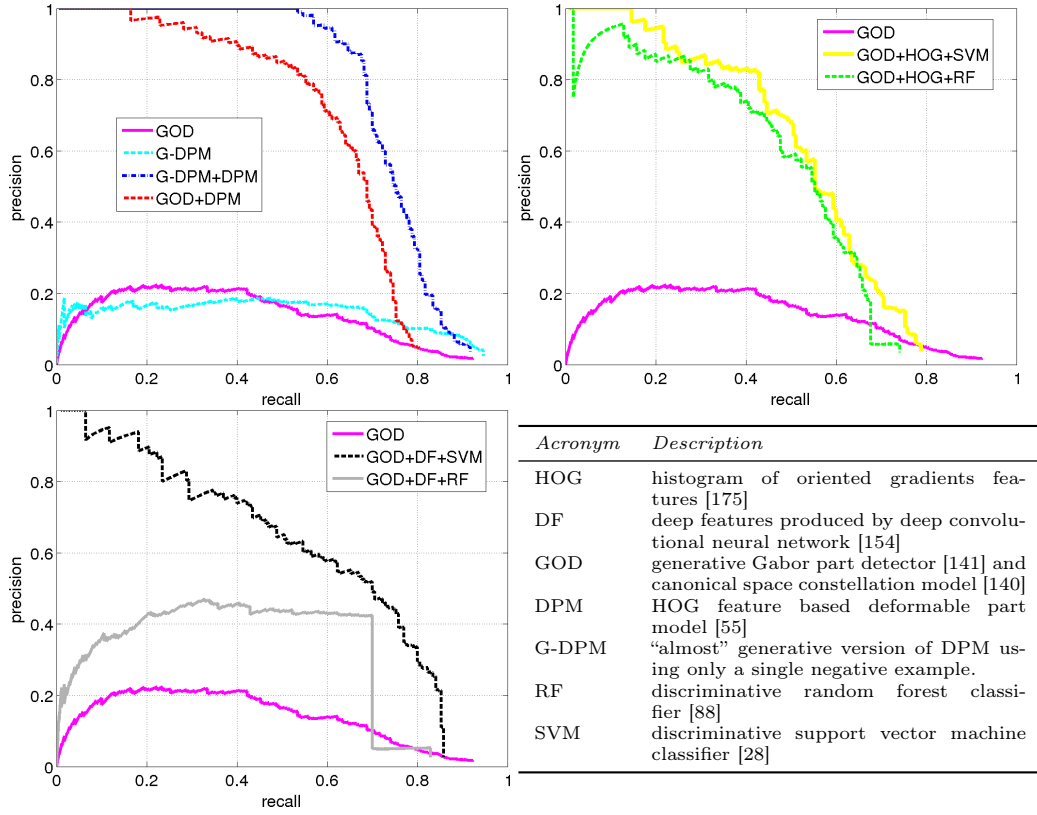 1
0.8
0.6
0.4
0.2
0
0
0.2
0.4
0.6
0.8
1
precision
recall
GOD
G-DPM
G-DPM+DPM
GOD+DPM
1
0.8
0.6
0.4
0.2
0
0
0.2
0.4
0.6
0.8
1
precision
recall
GOD
GOD+HOG+SVM
GOD+HOG+RF
1
0.8
0.6
0.4
0.2
0
0
0.2
0.4
0.6
0.8
1
precision
recall
GOD
GOD+DF+SVM
GOD+DF+RF
Acronym Description
HOG histogram of oriented gradients fea-
tures [175]
DF deep features produced by deep convolu-
tional neural network [154]
GOD generative Gabor part detector [141] and
canonical space constellation model [140]
DPM HOG feature based deformable part
model [55]
G-DPM “almost” generative version of DPM us-
ing only a single negative example.
RF discriminative random forest classi-
fier [88]
SVM discriminative support vector machine
classifier [28]